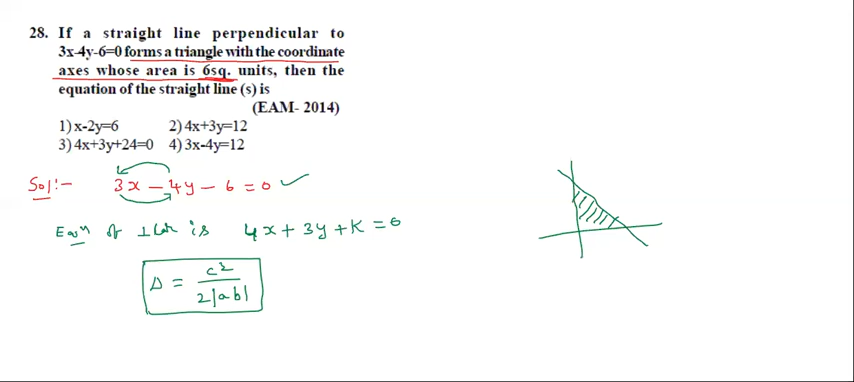 28. If a straight line perpendicular to
3x-4y-6=0 forms a triangle with the coordinate
axes whose area is 6sq. units, then the
equation of the straight line (s) is
(EAM- 2014)
1) x-2y=6 2) 4x+3y=12
3) 4x+3y+24=0 4) 3x-4y=12
Sol:- 3x - 4y - 6 = 0 ✓
Eqn of ⊥lar is 4x + 3y + K = 0
Δ = c²/2|ab|